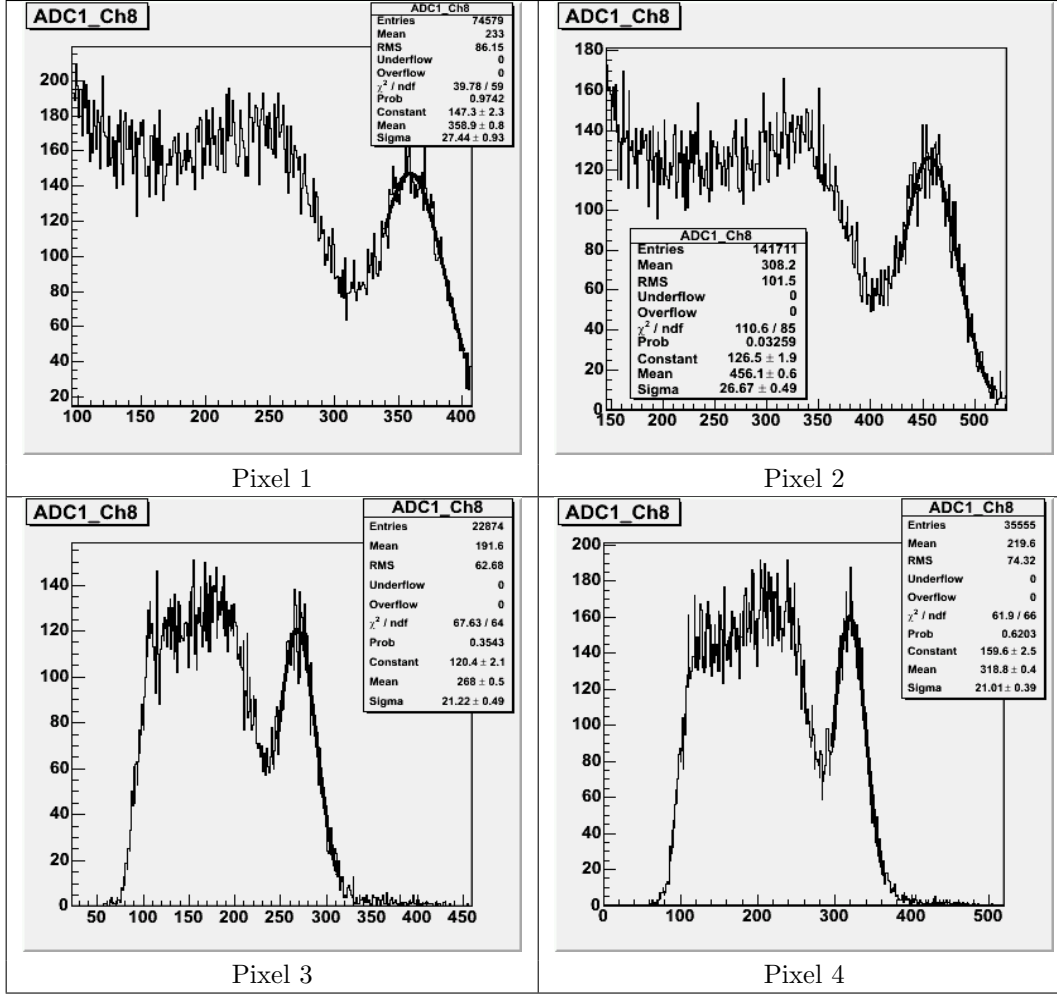 ADC1_Ch8
ADC1_Ch8
Entries 74579
Mean 233
RMS 86.15
Underflow 0
Overflow 0
χ² / ndf 39.78 / 59
Prob 0.9742
Constant 147.3 ± 2.3
Mean 358.9 ± 0.8
Sigma 27.44 ± 0.93
200
180
160
140
120
100
80
60
40
20
100 150 200 250 300 350 400
Pixel 1
ADC1_Ch8
180
160
140
120
100
80
60
40
20
0
ADC1_Ch8
Entries 141711
Mean 308.2
RMS 101.5
Underflow 0
Overflow 0
χ² / ndf 110.6 / 85
Prob 0.03259
Constant 126.5 ± 1.9
Mean 456.1 ± 0.6
Sigma 26.67 ± 0.49
150 200 250 300 350 400 450 500
Pixel 2
ADC1_Ch8
ADC1_Ch8
Entries 22874
Mean 191.6
RMS 62.68
Underflow 0
Overflow 0
χ² / ndf 67.63 / 64
Prob 0.3543
Constant 120.4 ± 2.1
Mean 268 ± 0.5
Sigma 21.22 ± 0.49
140
120
100
80
60
40
20
0
50 100 150 200 250 300 350 400 450
Pixel 3
ADC1_Ch8
ADC1_Ch8
Entries 35555
Mean 219.6
RMS 74.32
Underflow 0
Overflow 0
χ² / ndf 61.9 / 66
Prob 0.6203
Constant 159.6 ± 2.5
Mean 318.8 ± 0.4
Sigma 21.01 ± 0.39
200
180
160
140
120
100
80
60
40
20
0
0 100 200 300 400 500
Pixel 4